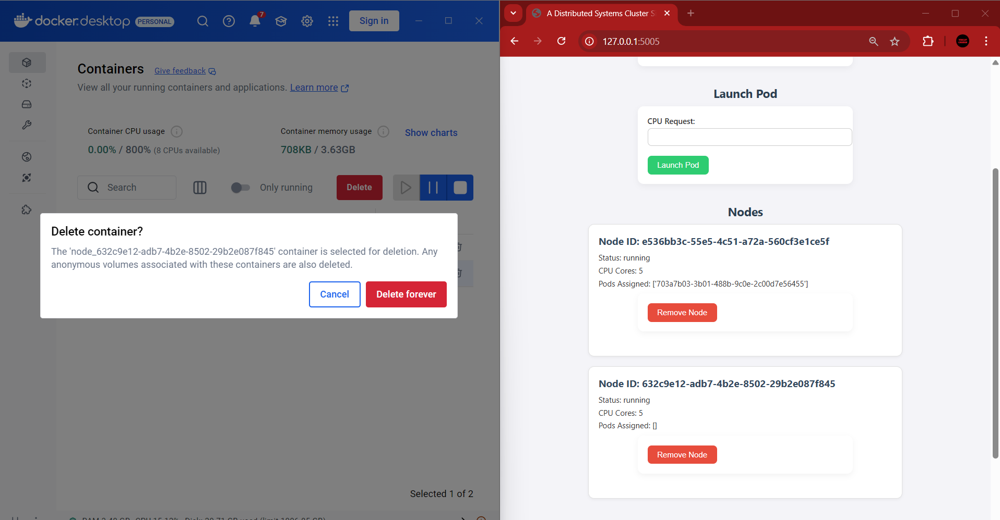 docker.desktop PERSONAL
7
Sign in
Containers Give feedback
View all your running containers and applications. Learn more
Container CPU usage
0.00% / 800% (8 CPUs available)
Container memory usage
708KB / 3.63GB
Show charts
Search
Only running
Delete
Delete container?
The 'node_632c9e12-adb7-4b2e-8502-29b2e087f845' container is selected for deletion. Any
anonymous volumes associated with these containers are also deleted.
Cancel
Delete forever
Selected 1 of 2
A Distributed Systems Cluster
127.0.0.1:5005
Launch Pod
CPU Request:
Launch Pod
Nodes
Node ID: e536bb3c-55e5-4c51-a72a-560cf3e1ce5f
Status: running
CPU Cores: 5
Pods Assigned: ['703a7b03-3b01-488b-9c0e-2c00d7e56455']
Remove Node
Node ID: 632c9e12-adb7-4b2e-8502-29b2e087f845
Status: running
CPU Cores: 5
Pods Assigned: []
Remove Node